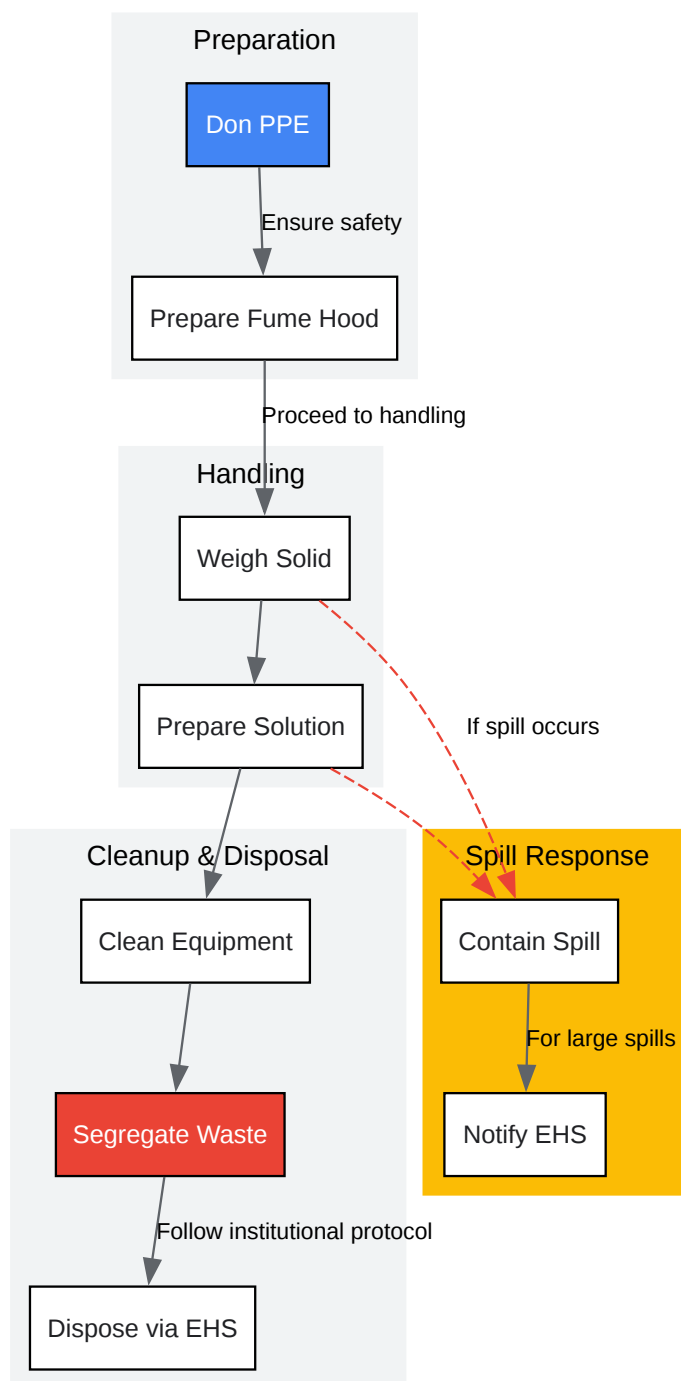 Preparation
Don PPE
Ensure safety
Prepare Fume Hood
Proceed to handling
Handling
Weigh Solid
Prepare Solution
If spill occurs
Cleanup & Disposal
Clean Equipment
Segregate Waste
Follow institutional protocol
Dispose via EHS
Spill Response
Contain Spill
For large spills
Notify EHS